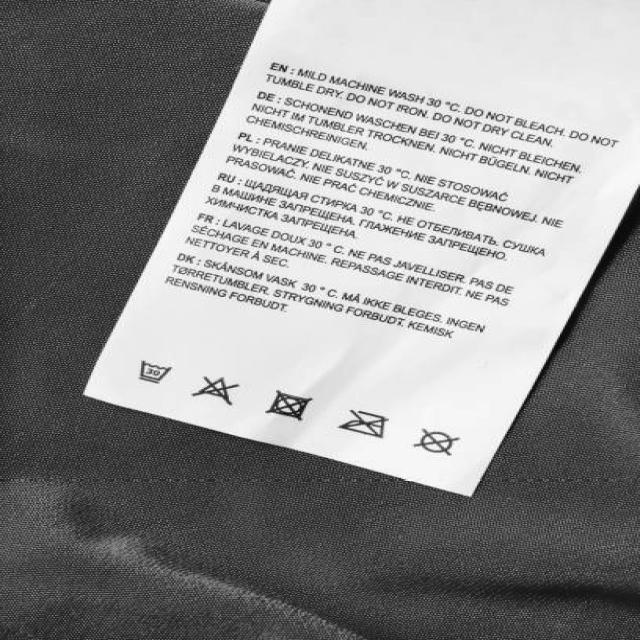 EN : MILD MACHINE WASH 30 °C. DO NOT BLEACH. DO NOT
TUMBLE DRY. DO NOT IRON. DO NOT DRY CLEAN.
DE : SCHONEND WASCHEN BEI 30 °C. NICHT BLEICHEN.
NICHT IM TUMBLER TROCKNEN. NICHT BÜGELN. NICHT
CHEMISCHREINIGEN.
PL : PRANIE DELIKATNE 30 °C. NIE STOSOWAĆ
WYBIELACZY. NIE SUSZYĆ W SUSZARCE BĘBNOWEJ. NIE
PRASOWAĆ. NIE PRAĆ CHEMICZNIE.
RU : ЩАДЯЩАЯ СТИРКА 30 °C. НЕ ОТБЕЛИВАТЬ. СУШКА
В МАШИНЕ ЗАПРЕЩЕНА, ГЛАЖЕНИЕ ЗАПРЕЩЕНО.
ХИМЧИСТКА ЗАПРЕЩЕНА.
FR : LAVAGE DOUX 30 ° C. NE PAS JAVELLISER. PAS DE
SÉCHAGE EN MACHINE. REPASSAGE INTERDIT. NE PAS
NETTOYER À SEC.
DK : SKÅNSOM VASK 30 ° C. MÅ IKKE BLEGES. INGEN
TØRRETUMBLER. STRYGNING FORBUDT. KEMISK
RENSNING FORBUDT.
30